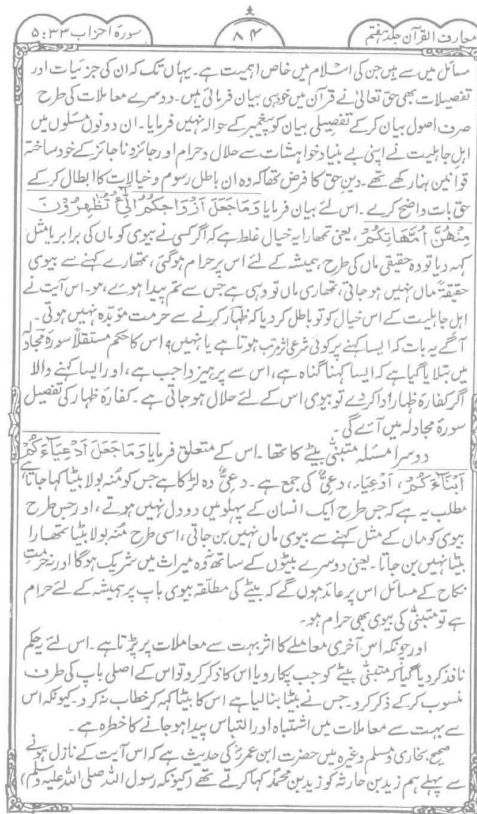 معارف القرآن جلد ہفتم
۸۴
سورۂ احزاب ۳۳ : ۵
مسائل میں سے ہیں جن کی اسلام میں خاص اہمیت ہے۔ یہاں تک کہ ان کی جزئیات اور
تفصیلات بھی حق تعالیٰ نے قرآن میں خود ہی بیان فرمائی ہیں۔ دوسرے معاملات کی طرح
صرف اصول بیان کرکے تفصیلی بیان کو پیغمبر کے حوالہ نہیں فرمایا۔ ان دونوں مسئلوں میں
اہلِ جاہلیت نے اپنی بے بنیاد خواہشات سے حلال و حرام اور جائز و ناجائز کے خود ساختہ
قوانین بنا رکھے تھے۔ دینِ حق کا فرض تھا کہ وہ ان باطل رسوم و خیالات کا ابطال کرکے
حق بات واضح کرے۔ اس لئے بیان فرمایا وَمَا جَعَلَ اَزْوَاجَکُمُ الّٰٓئِیْ تُظٰهِرُوْنَ
مِنْهُنَّ اُمَّهٰتِکُمْ، یعنی تمھارا یہ خیال غلط ہے کہ اگر کسی نے بیوی کو ماں کی برابر یا مثل
کہہ دیا تو وہ حقیقی ماں کی طرح ہمیشہ کے لئے اس پر حرام ہوگئی، تمھارے کہنے سے بیوی
حقیقۃً ماں نہیں ہو جاتی، تمھاری ماں تو وہی ہے جس سے تم پیدا ہوئے ہو۔ اس آیت نے
اہلِ جاہلیت کے اس خیال کو تو باطل کر دیا کہ ظہار کرنے سے حرمت مؤبدہ نہیں ہوتی۔
آگے یہ بات کہ ایسا کہنے پر کوئی شرعی اثر مرتب ہوتا ہے یا نہیں؟ اس کا حکم مستقلاً سورۂ مجادلہ
میں بتلایا گیا ہے کہ ایسا کہنا گناہ ہے، اس سے پرہیز واجب ہے، اور ایسا کہنے والا
اگر کفارۂ ظہار ادا کر دے تو بیوی اس کے لئے حلال ہو جاتی ہے۔ کفارۂ ظہار کی تفصیل
سورۂ مجادلہ میں آئے گی۔
دوسرا مسئلہ متبنّٰی بیٹے کا تھا۔ اس کے متعلق فرمایا وَمَا جَعَلَ اَدْعِیَآءَکُمْ
اَبْنَآءَکُمْ، اَدْعِیَاء، دَعِیٌّ کی جمع ہے۔ دَعِیٌّ وہ لڑکا ہے جس کو منہ بولا بیٹا کہا جاتا ہے
مطلب یہ ہے کہ جس طرح ایک انسان کے پہلو میں دو دل نہیں ہوتے، اور جس طرح
بیوی کو ماں کے مثل کہنے سے بیوی ماں نہیں بن جاتی، اسی طرح منہ بولا بیٹا تمھارا
بیٹا نہیں بن جاتا۔ یعنی دوسرے بیٹوں کے ساتھ نہ وہ میراث میں شریک ہوگا اور نہ حرمتِ
نکاح کے مسائل اس پر عائد ہوں گے کہ بیٹے کی مطلقہ بیوی باپ پر ہمیشہ کے لئے حرام
ہے تو متبنّٰی کی بیوی بھی حرام ہو۔
اور چونکہ اس آخری معاملے کا اثر بہت سے معاملات پر پڑتا ہے۔ اس لئے یہ حکم
نافذ کر دیا گیا کہ متبنّٰی بیٹے کو جب پکارو یا اس کا ذکر کرو تو اس کے اصلی باپ کی طرف
منسوب کرکے ذکر کرو۔ جس نے بیٹا بنا لیا ہے اس کا بیٹا کہہ کر خطاب نہ کرو۔ کیونکہ اس
سے بہت سے معاملات میں اشتباہ اور التباس پیدا ہو جانے کا خطرہ ہے۔
صحیح بخاری و مسلم وغیرہ میں حضرت ابن عمرؓ کی حدیث ہے کہ اس آیت کے نازل ہونے
سے پہلے ہم زید بن حارثہ کو زید بن محمدؐ کہا کرتے تھے (کیونکہ رسول اللہ صلی اللہ علیہ وسلم)